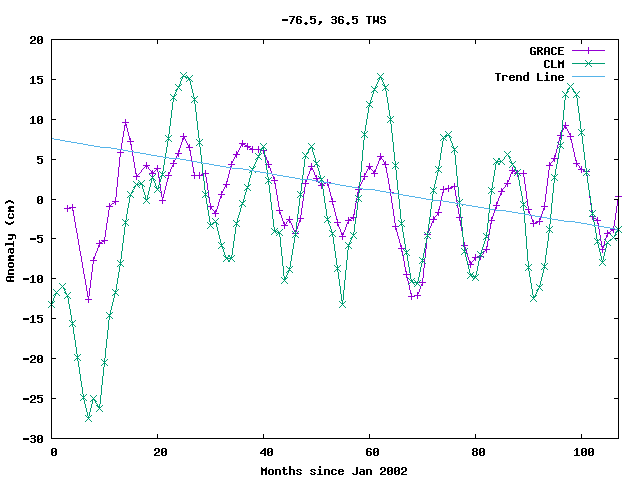 -76.5, 36.5 TWS
GRACE
CLM
Trend Line
20
15
10
5
0
-5
-10
-15
-20
-25
-30
Anomaly (cm)
0 20 40 60 80 100
Months since Jan 2002